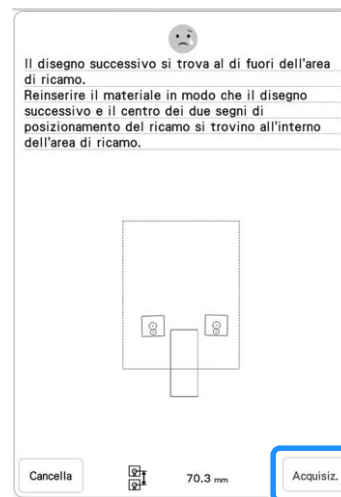 Il disegno successivo si trova al di fuori dell'area
di ricamo.
Reinserire il materiale in modo che il disegno
successivo e il centro dei due segni di
posizionamento del ricamo si trovino all'interno
dell'area di ricamo.
Cancella
70.3 mm
Acquisiz.